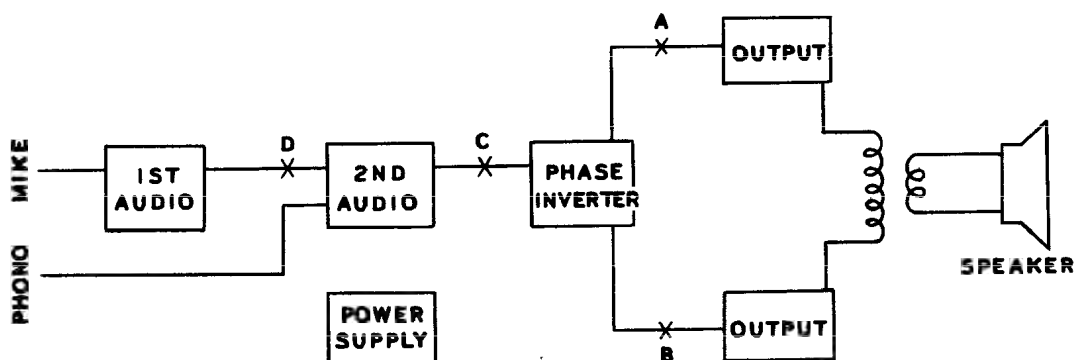 A
OUTPUT
MIKE
D
C
1ST
AUDIO
2ND
AUDIO
PHASE
INVERTER
PHONO
SPEAKER
POWER
SUPPLY
OUTPUT
B